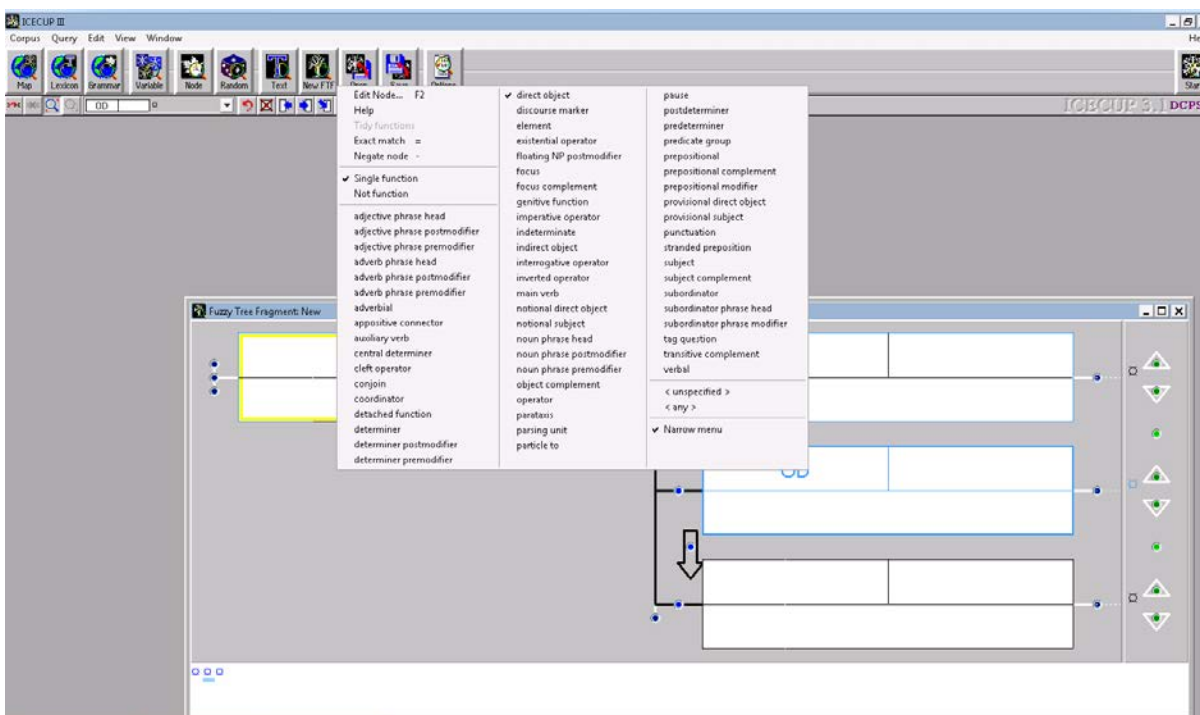 ICECUP III
Corpus Query Edit View Window
Map Lexicon Grammar Variable Node Random Text New FTF
OD
ICECUP 3.1 DCPS
Edit Node... F2
Help
Tidy functions
Exact match =
Negate node -
Single function
Not function
adjective phrase head
adjective phrase postmodifier
adjective phrase premodifier
adverb phrase head
adverb phrase postmodifier
adverb phrase premodifier
adverbial
appositive connector
auxiliary verb
central determiner
cleft operator
conjoin
coordinator
detached function
determiner
determiner postmodifier
determiner premodifier
direct object
discourse marker
element
existential operator
floating NP postmodifier
focus
focus complement
genitive function
imperative operator
indeterminate
indirect object
interrogative operator
inverted operator
main verb
notional direct object
notional subject
noun phrase head
noun phrase postmodifier
noun phrase premodifier
object complement
operator
parataxis
parsing unit
particle to
pause
postdeterminer
predeterminer
predicate group
prepositional
prepositional complement
prepositional modifier
provisional direct object
provisional subject
punctuation
stranded preposition
subject
subject complement
subordinator
subordinator phrase head
subordinator phrase modifier
tag question
transitive complement
verbal
< unspecified >
< any >
Narrow menu
Fuzzy Tree Fragment: New
OD